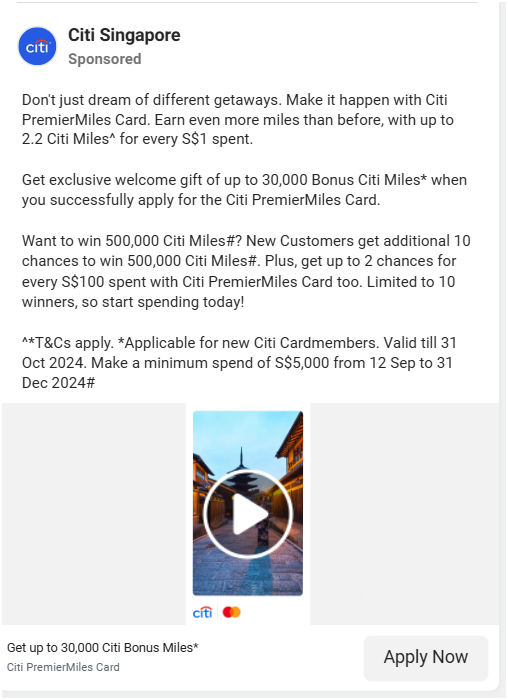 citi
Citi Singapore
Sponsored
Don't just dream of different getaways. Make it happen with Citi
PremierMiles Card. Earn even more miles than before, with up to
2.2 Citi Miles^ for every S$1 spent.
Get exclusive welcome gift of up to 30,000 Bonus Citi Miles* when
you successfully apply for the Citi PremierMiles Card.
Want to win 500,000 Citi Miles#? New Customers get additional 10
chances to win 500,000 Citi Miles#. Plus, get up to 2 chances for
every S$100 spent with Citi PremierMiles Card too. Limited to 10
winners, so start spending today!
^*T&Cs apply. *Applicable for new Citi Cardmembers. Valid till 31
Oct 2024. Make a minimum spend of S$5,000 from 12 Sep to 31
Dec 2024#
citi
Get up to 30,000 Citi Bonus Miles*
Citi PremierMiles Card
Apply Now